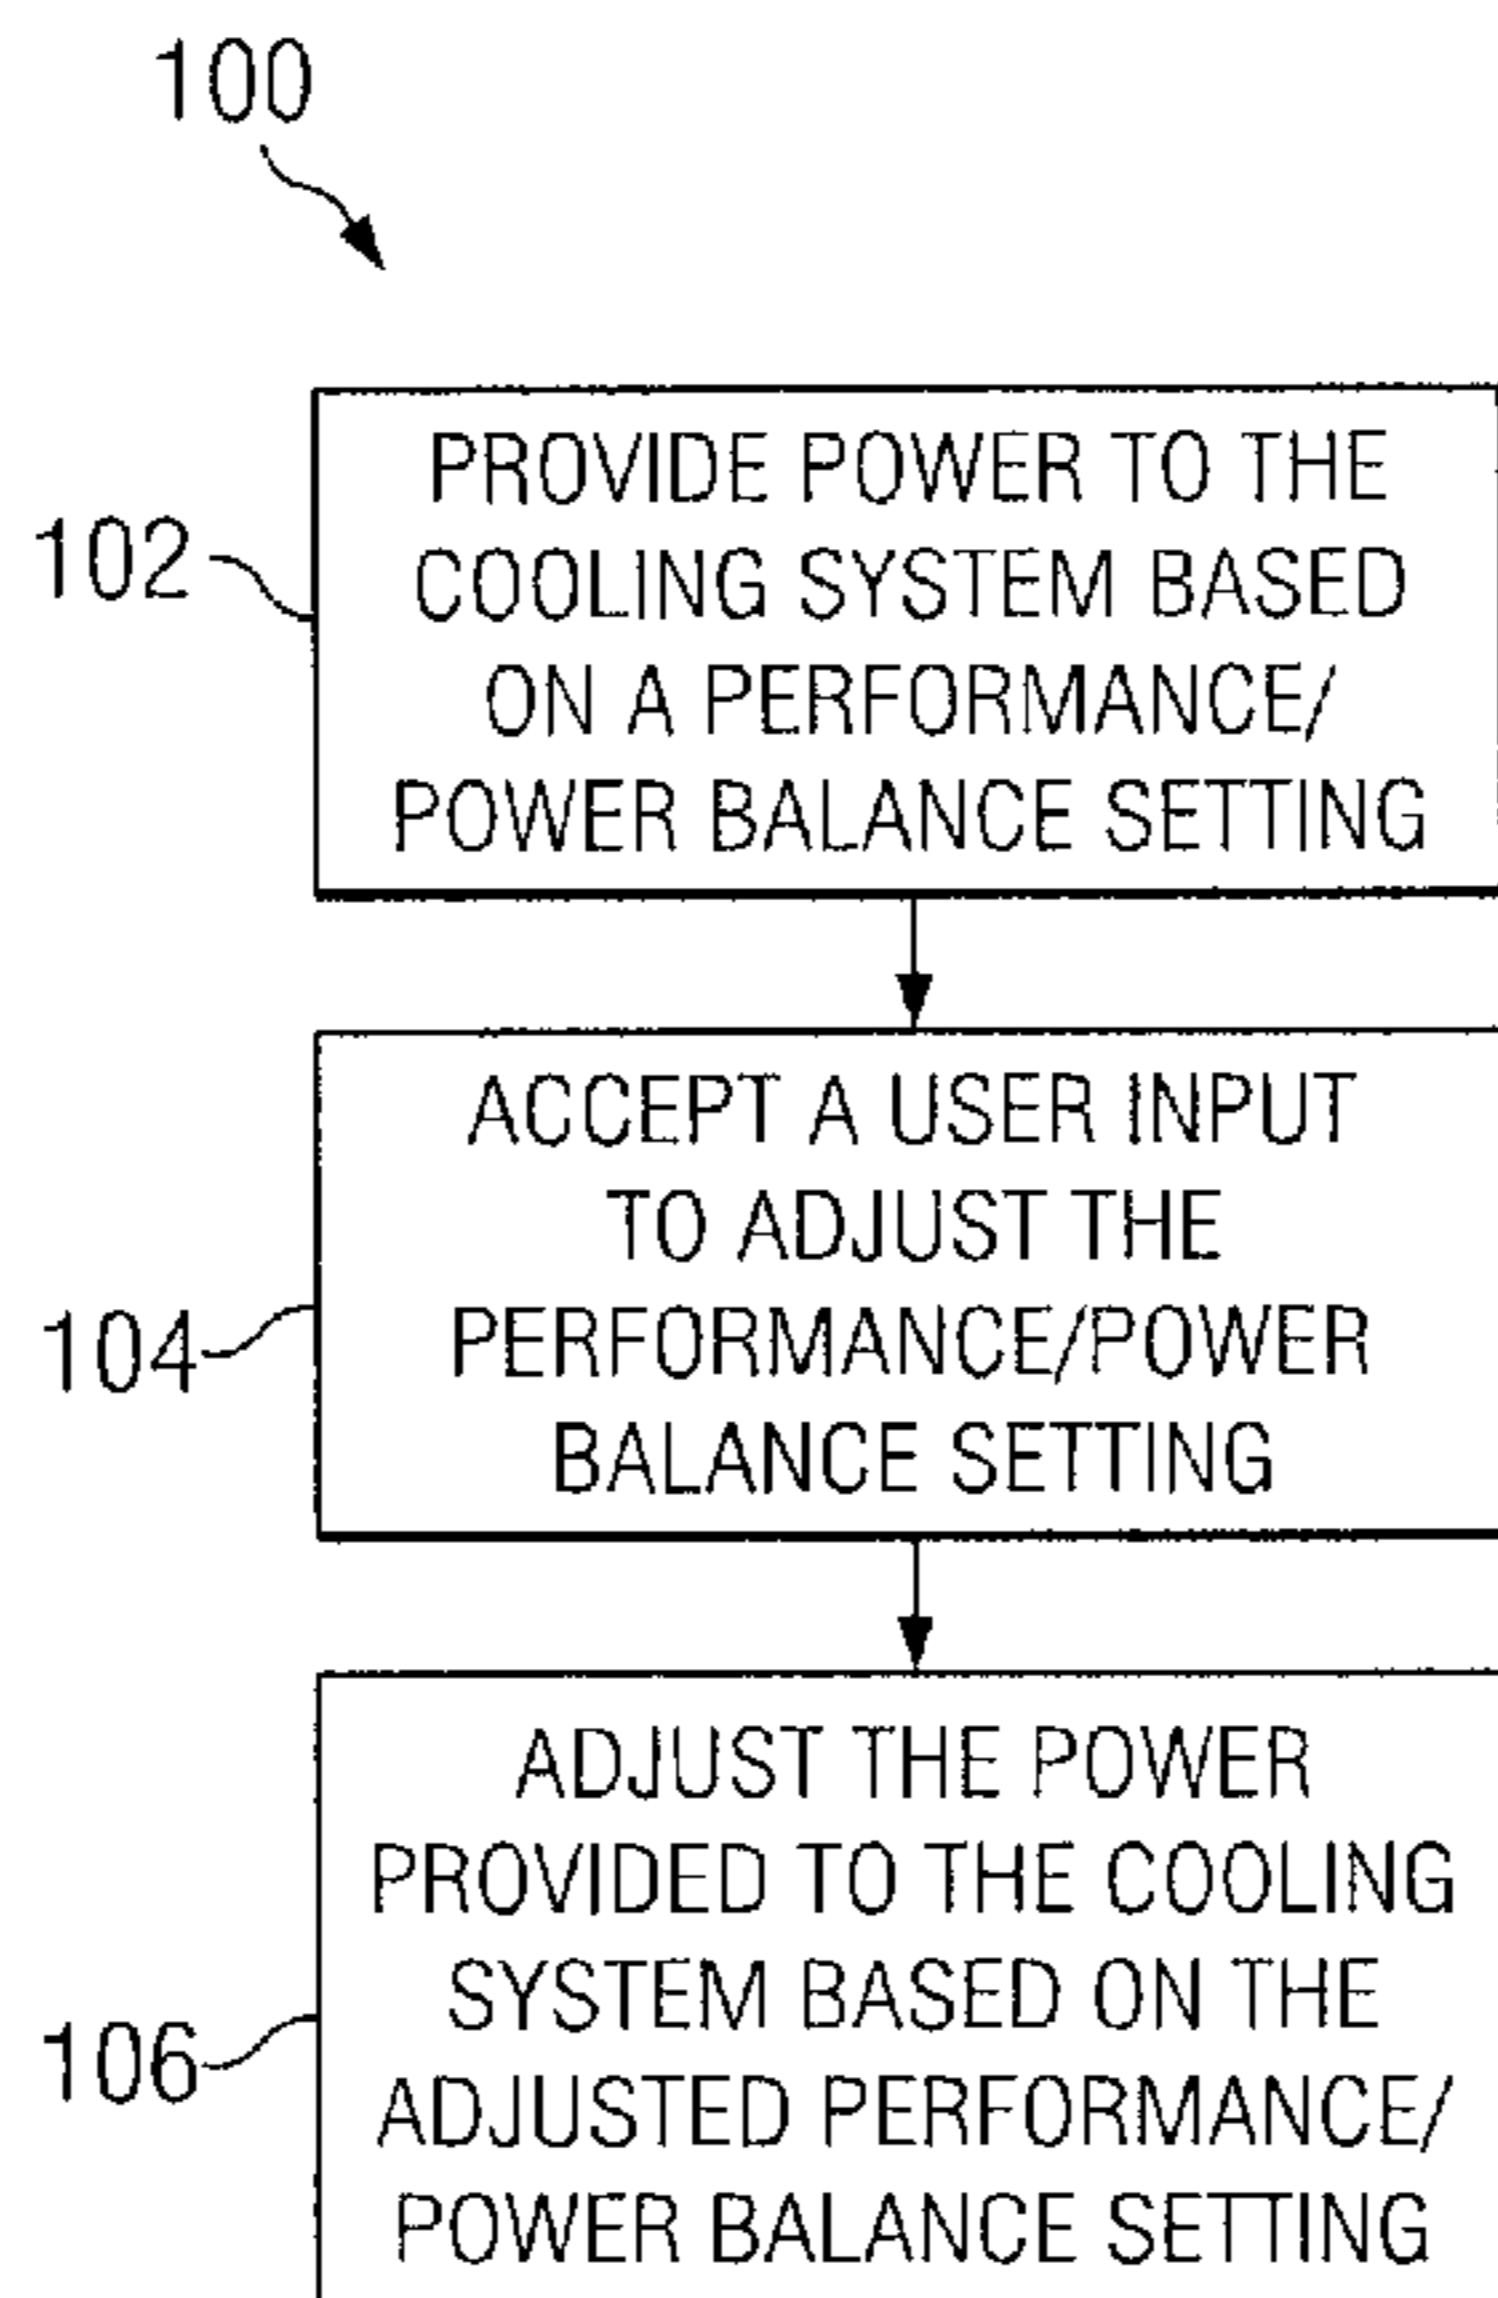 100
102
PROVIDE POWER TO THE
COOLING SYSTEM BASED
ON A PERFORMANCE/
POWER BALANCE SETTING
104
ACCEPT A USER INPUT
TO ADJUST THE
PERFORMANCE/POWER
BALANCE SETTING
106
ADJUST THE POWER
PROVIDED TO THE COOLING
SYSTEM BASED ON THE
ADJUSTED PERFORMANCE/
POWER BALANCE SETTING